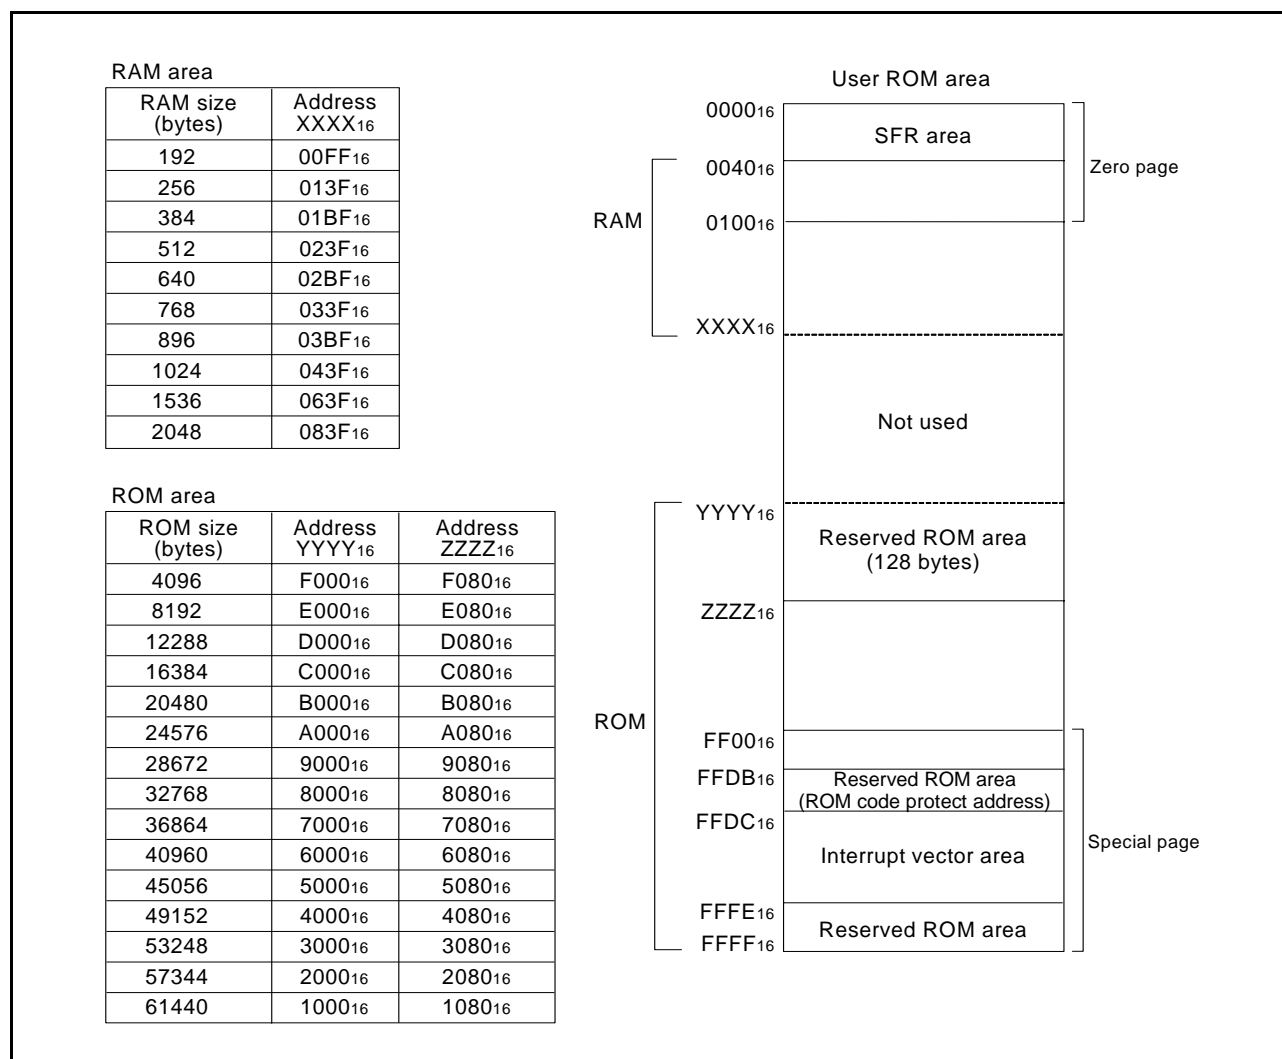 RAM area
RAM size (bytes) Address XXXX16
192 00FF16
256 013F16
384 01BF16
512 023F16
640 02BF16
768 033F16
896 03BF16
1024 043F16
1536 063F16
2048 083F16
ROM area
ROM size (bytes) Address YYYY16 Address ZZZZ16
4096 F00016 F08016
8192 E00016 E08016
12288 D00016 D08016
16384 C00016 C08016
20480 B00016 B08016
24576 A00016 A08016
28672 900016 908016
32768 800016 808016
36864 700016 708016
40960 600016 608016
45056 500016 508016
49152 400016 408016
53248 300016 308016
57344 200016 208016
61440 100016 108016
User ROM area
000016
SFR area
004016
Zero page
RAM
010016
XXXX16
Not used
YYYY16
Reserved ROM area
(128 bytes)
ZZZZ16
ROM
FF0016
FFDB16
Reserved ROM area
(ROM code protect address)
FFDC16
Interrupt vector area
Special page
FFFE16
Reserved ROM area
FFFF16